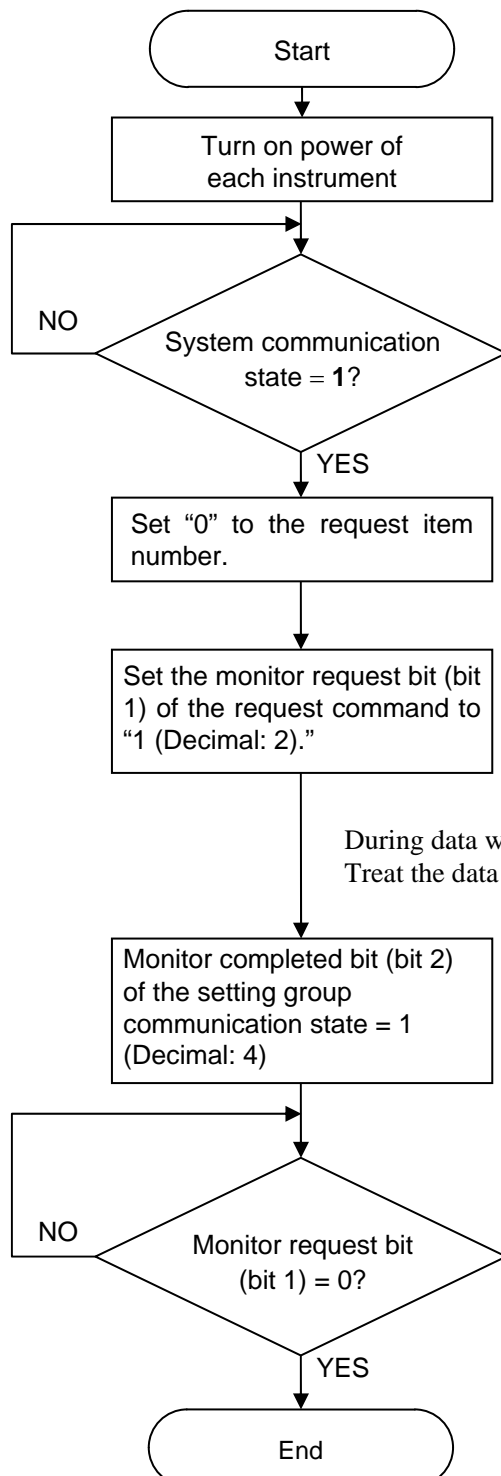 Start
Turn on power of
each instrument
NO
System communication
state = 1?
YES
Set “0” to the request item
number.
Set the monitor request bit (bit
1) of the request command to
“1 (Decimal: 2).”
During data
Treat the data
Monitor completed bit (bit 2)
of the setting group
communication state = 1
(Decimal: 4)
NO
Monitor request bit
(bit 1) = 0?
YES
End